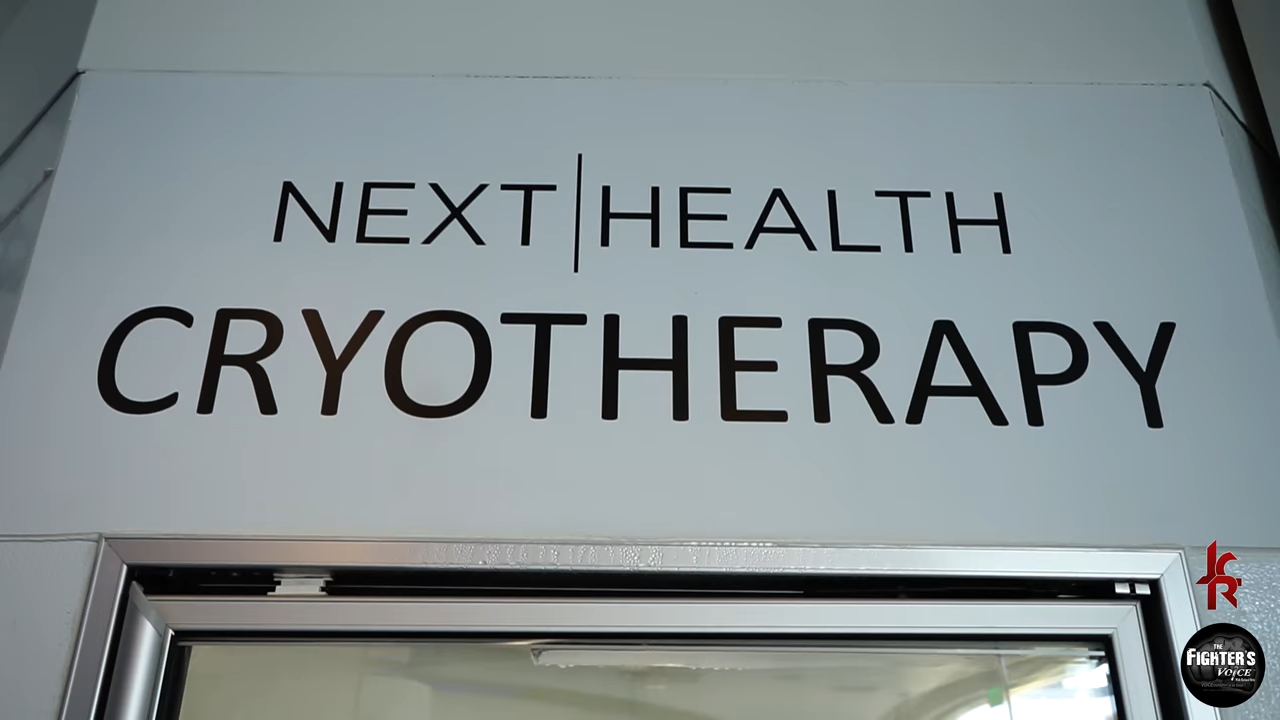 NEXT|HEALTH
CRYOTHERAPY
THE
FIGHTER'S
VOICE